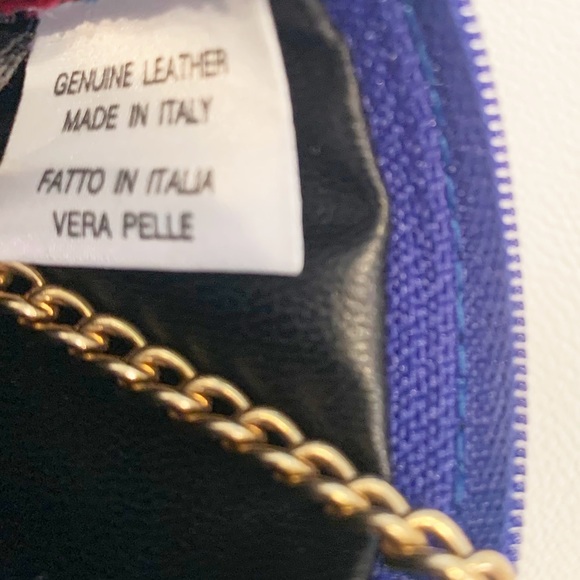 GENUINE LEATHER
MADE IN ITALY
FATTO IN ITALIA
VERA PELLE